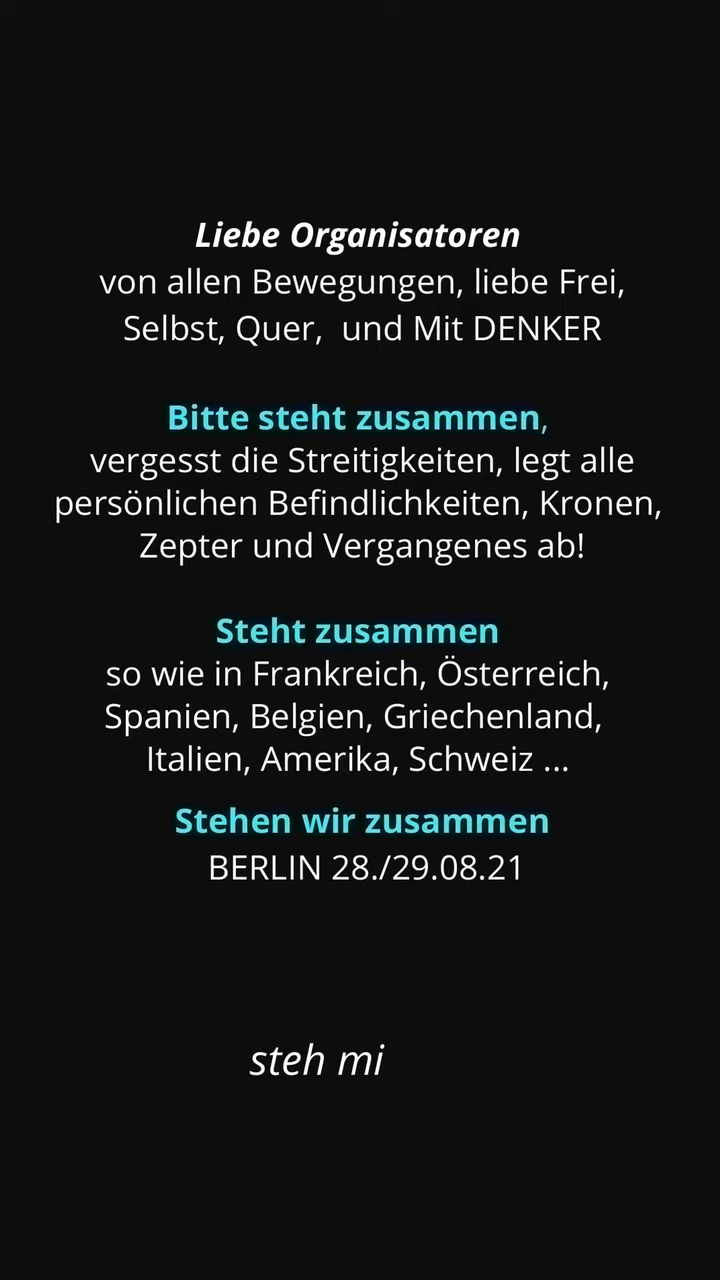 Liebe Organisatoren
von allen Bewegungen, liebe Frei,
Selbst, Quer, und Mit DENKER
Bitte steht zusammen,
vergesst die Streitigkeiten, legt alle
persönlichen Befindlichkeiten, Kronen,
Zepter und Vergangenes ab!
Steht zusammen
so wie in Frankreich, Österreich,
Spanien, Belgien, Griechenland,
Italien, Amerika, Schweiz ...
Stehen wir zusammen
BERLIN 28./29.08.21
steh mi